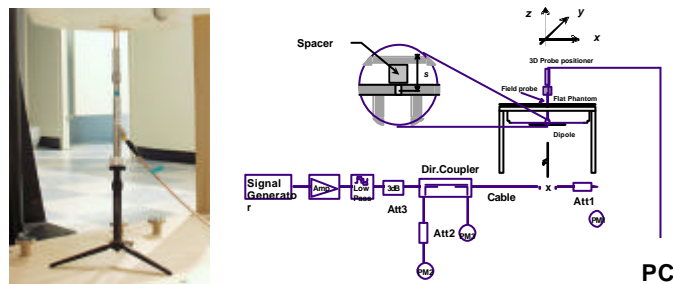 z
y
x
Spacer
s
3D Probe positioner
Field probe
Flat Phantom
Dipole
Dir.Coupler
Signal
Generato
r
Amp
Low
Pass
3dB
Cable
x
Att1
Att3
Att2
PM3
PM1
PM2
PC